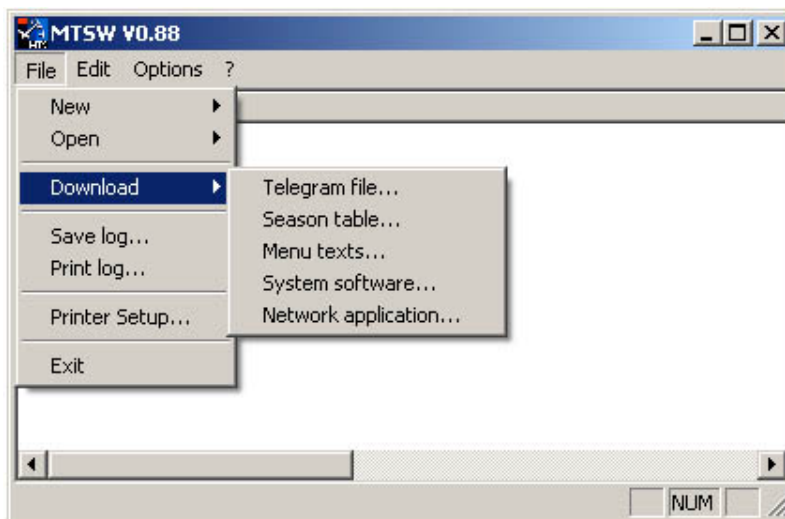 MTSW V0.88
File Edit Options ?
New
Open
Download
Save log...
Print log...
Printer Setup...
Exit
Telegram file...
Season table...
Menu texts...
System software...
Network application...
NUM